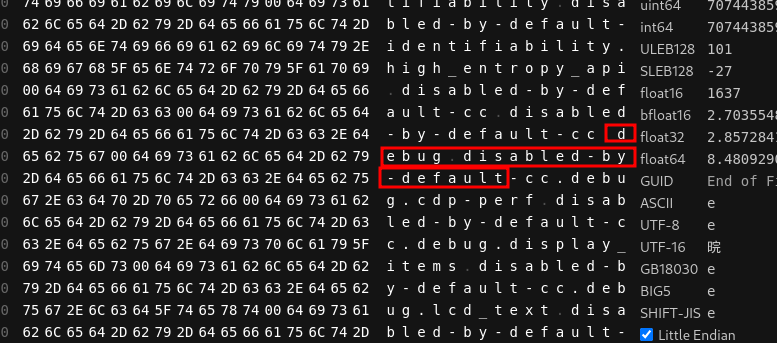 0 74 69 66 69 61 62 69 6C 69 74 79 00 64 69 73 61 tifiability.disa uint64 707443859
0 62 6C 65 64 2D 62 79 2D 64 65 66 61 75 6C 74 2D bled-by-default- int64 707443859
0 69 64 65 6E 74 69 66 69 61 62 69 6C 69 74 79 2E identifiability. ULEB128 101
0 68 69 67 68 5F 65 6E 74 72 6F 70 79 5F 61 70 69 high_entropy_api SLEB128 -27
0 00 64 69 73 61 62 6C 65 64 2D 62 79 2D 64 65 66 .disabled-by-def float16 1637
0 61 75 6C 74 2D 63 63 00 64 69 73 61 62 6C 65 64 ault-cc.disabled bfloat16 2.7035548
0 2D 62 79 2D 64 65 66 61 75 6C 74 2D 63 63 2E 64 -by-default-cc d float32 2.8572841
0 65 62 75 67 00 64 69 73 61 62 6C 65 64 2D 62 79 ebug.disabled-by float64 8.4809290
0 2D 64 65 66 61 75 6C 74 2D 63 63 2E 64 65 62 75 -default-cc.debu GUID End of F
0 67 2E 63 64 70 2D 70 65 72 66 00 64 69 73 61 62 g.cdp-perf.disab ASCII e
0 6C 65 64 2D 62 79 2D 64 65 66 61 75 6C 74 2D 63 led-by-default-c UTF-8 e
0 63 2E 64 65 62 75 67 2E 64 69 73 70 6C 61 79 5F c.debug.display_ UTF-16 扥
0 69 74 65 6D 73 00 64 69 73 61 62 6C 65 64 2D 62 items.disabled-b GB18030 e
0 79 2D 64 65 66 61 75 6C 74 2D 63 63 2E 64 65 62 y-default-cc.deb BIG5 e
0 75 67 2E 6C 63 64 5F 74 65 78 74 00 64 69 73 61 ug.lcd_text.disa SHIFT-JIS e
0 62 6C 65 64 2D 62 79 2D 64 65 66 61 75 6C 74 2D bled-by-default- Little Endian